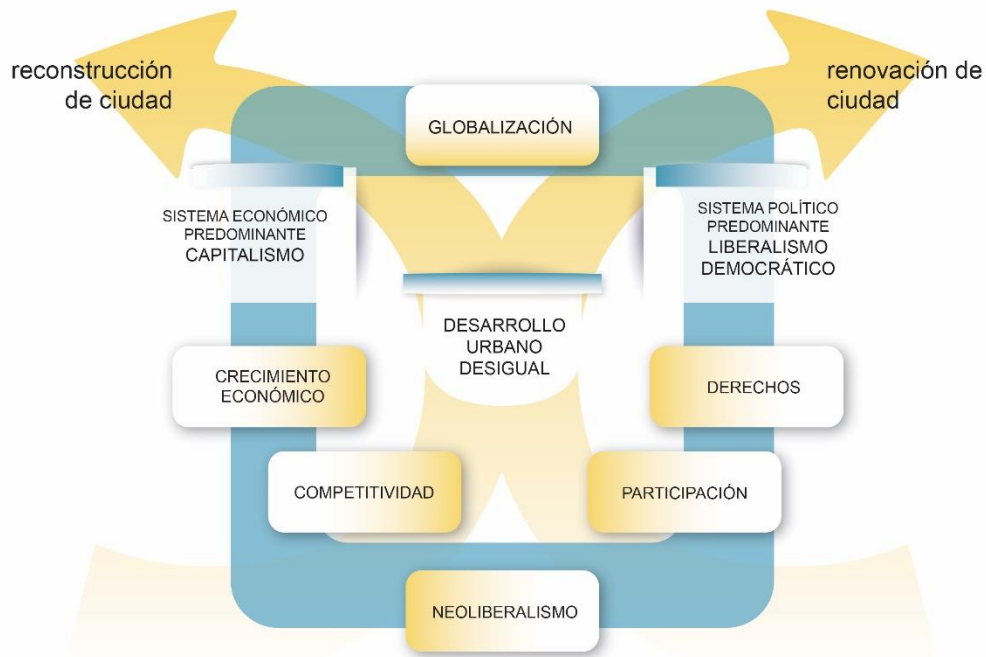 reconstrucción
de ciudad
renovación de
ciudad
GLOBALIZACIÓN
SISTEMA ECONÓMICO
PREDOMINANTE
CAPITALISMO
SISTEMA POLÍTICO
PREDOMINANTE
LIBERALISMO
DEMOCRÁTICO
DESARROLLO
URBANO
DESIGUAL
CRECIMIENTO
ECONÓMICO
DERECHOS
COMPETITIVIDAD
PARTICIPACIÓN
NEOLIBERALISMO